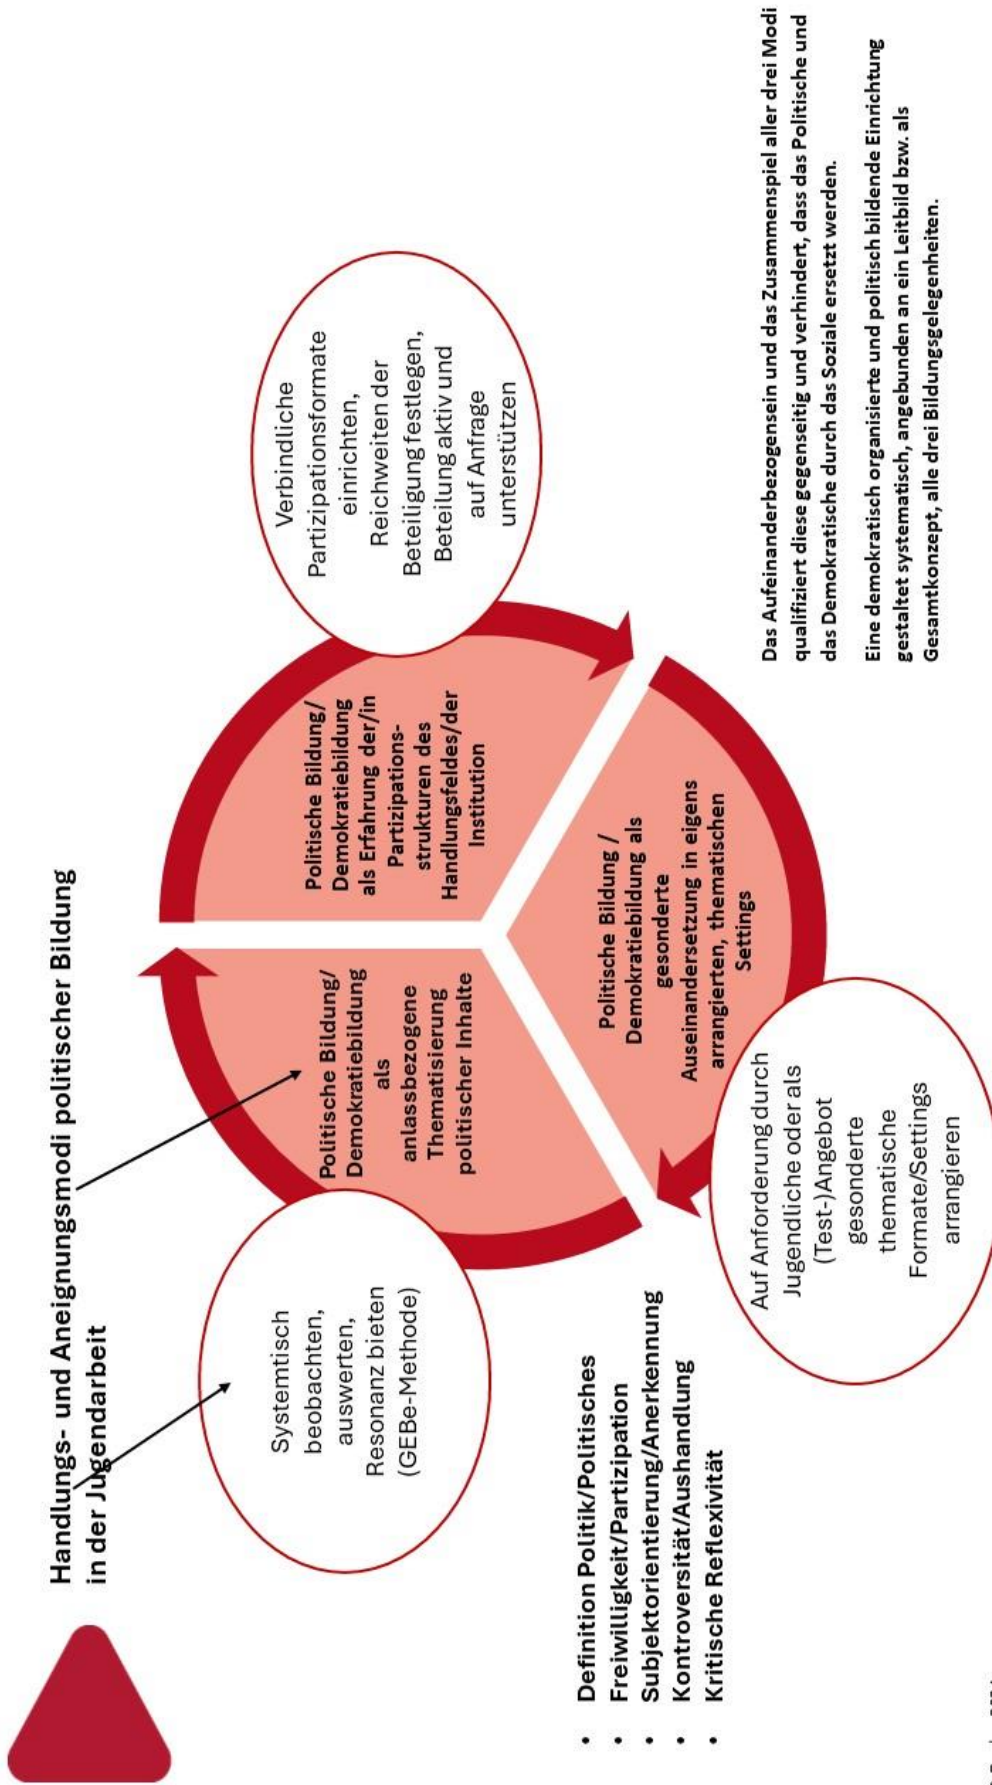 Handlungs- und Aneignungsmodi politischer Bildung
in der Jugendarbeit
Systemtisch
beobachten,
auswerten,
Resonanz bieten
(GEBe-Methode)
Politische Bildung/
Demokratiebildung
als
anlassbezogene
Thematisierung
politischer Inhalte
Politische Bildung/
Demokratiebildung
als Erfahrung der/in
Partizipations-
strukturen des
Handlungsfeldes/der
Institution
Verbindliche
Partizipationsformate
einrichten,
Reichweiten der
Beteiligung festlegen,
Beteilung aktiv und
auf Anfrage
unterstützen
Politische Bildung /
Demokratiebildung als
gesonderte
Auseinandersetzung in eigens
arrangierten, thematischen
Settings
Auf Anforderung durch
Jugendliche oder als
(Test-)Angebot
gesonderte
thematische
Formate/Settings
arrangieren
• Definition Politik/Politisches
• Freiwilligkeit/Partizipation
• Subjektorientierung/Anerkennung
• Kontroversität/Aushandlung
• Kritische Reflexivität
Das Aufeinanderbezogensein und das Zusammenspiel aller drei Modi
qualifiziert diese gegenseitig und verhindert, dass das Politische und
das Demokratische durch das Soziale ersetzt werden.
Eine demokratisch organisierte und politisch bildende Einrichtung
gestaltet systematisch, angebunden an ein Leitbild bzw. als
Gesamtkonzept, alle drei Bildungsgelegenheiten.